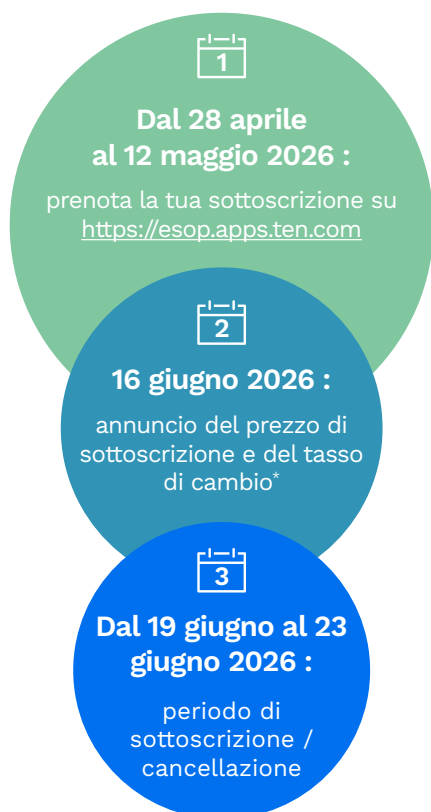 1
Dal 28 aprile
al 12 maggio 2026 :
prenota la tua sottoscrizione su
https://esop.apps.ten.com
2
16 giugno 2026 :
annuncio del prezzo di
sottoscrizione e del tasso
di cambio*
3
Dal 19 giugno al 23
giugno 2026 :
periodo di
sottoscrizione /
cancellazione